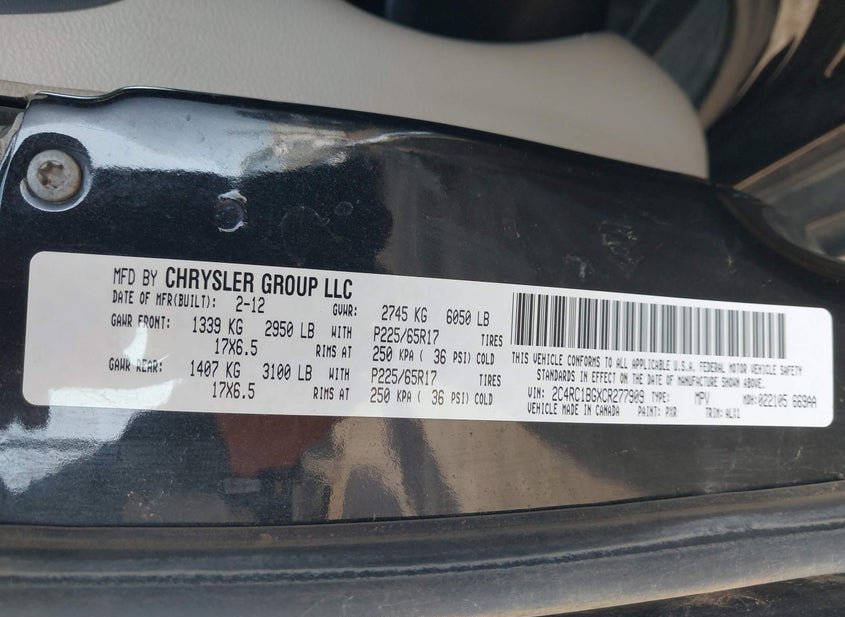 MFD BY CHRYSLER GROUP LLC
DATE OF MFR(BUILT): 2-12 GVWR: 2745 KG 6050 LB
GAWR FRONT: 1339 KG 2950 LB WITH P225/65R17 TIRES
17X6.5 RIMS AT 250 KPA ( 36 PSI) COLD
GAWR REAR: 1407 KG 3100 LB WITH P225/65R17 TIRES
17X6.5 RIMS AT 250 KPA ( 36 PSI) COLD
THIS VEHICLE CONFORMS TO ALL APPLICABLE U.S.A. FEDERAL MOTOR VEHICLE SAFETY
STANDARDS IN EFFECT ON THE DATE OF MANUFACTURE SHOWN ABOVE.
VIN: 2C4RC1BGXCR277909 TYPE: MPV MDH: 022105 669AA
VEHICLE MADE IN CANADA PAINT: PXR TRIM: ALX1